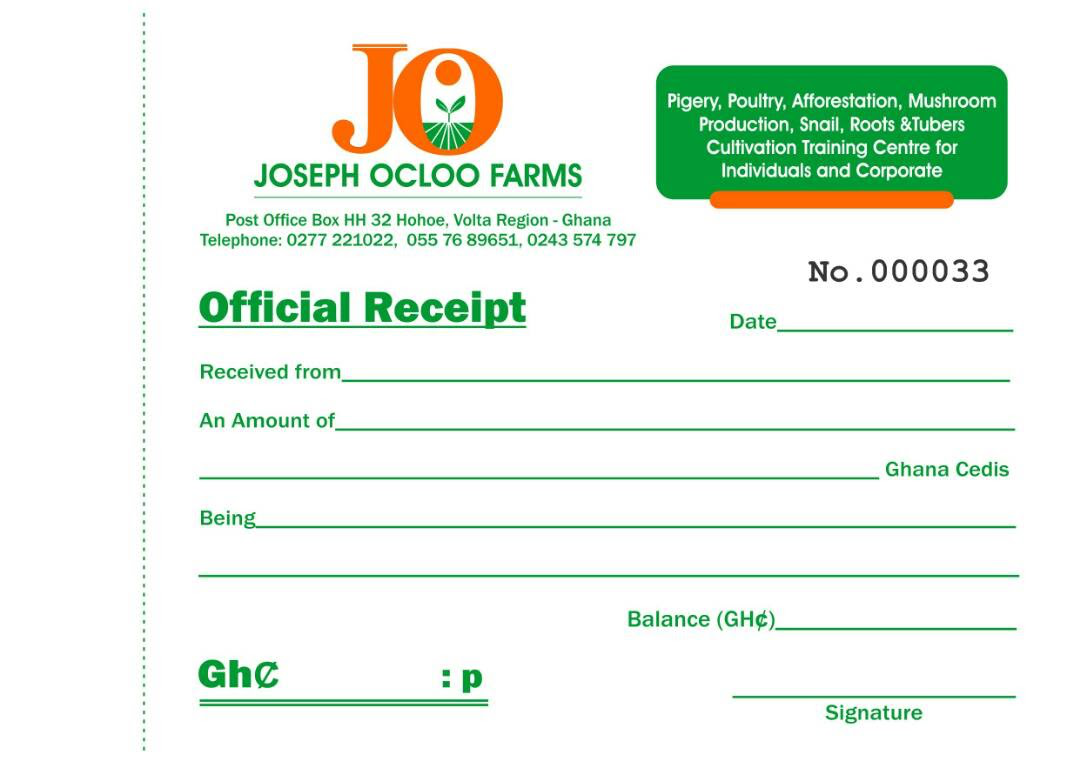 JO
JOSEPH OCLOO FARMS
Post Office Box HH 32 Hohoe, Volta Region - Ghana
Telephone: 0277 221022,  055 76 89651, 0243 574 797
Pigery, Poultry, Afforestation, Mushroom
Production, Snail, Roots &Tubers
Cultivation Training Centre for
Individuals and Corporate
No.000033
Official Receipt
Date
Received from
An Amount of
Ghana Cedis
Being
Balance (GH₵)
Gh₵ : p
Signature